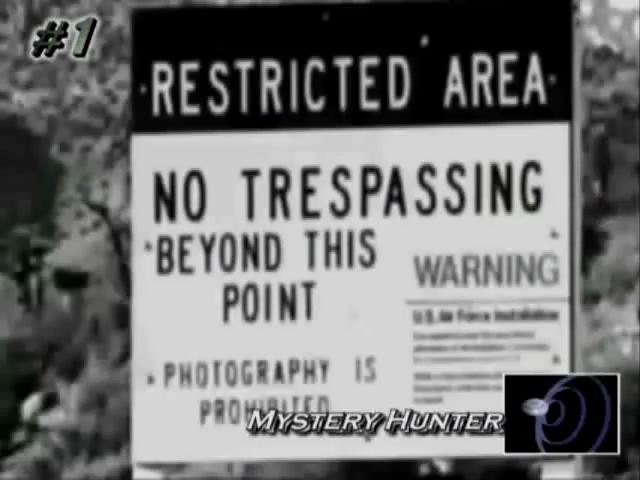 #1
RESTRICTED AREA
NO TRESPASSING
BEYOND THIS
POINT
WARNING
U.S. Air Force Installation
PHOTOGRAPHY IS
PROHIBITED
MYSTERY HUNTER